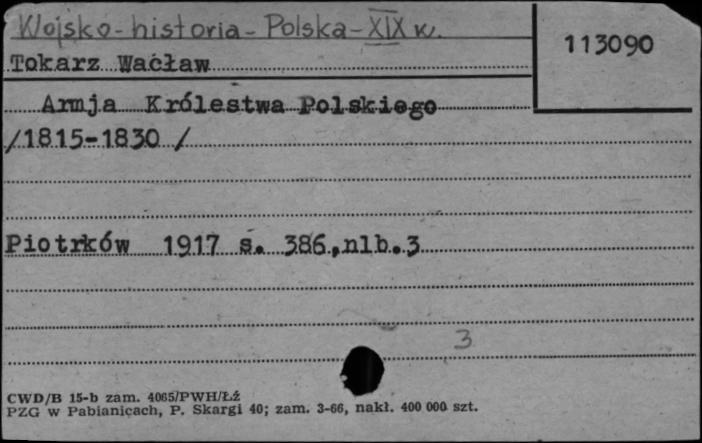 Wojsko-historia-Polska-XIX w.
113090
Tokarz Wacław
Armja Królestwa Polskiego
/1815-1830 /
Piotrków 1917 s. 386,nlb.3
3
CWD/B 15-b zam. 4065/PWH/Łź
PZG w Pabianicach, P. Skargi 40; zam. 3-66, nakł. 400 000 szt.